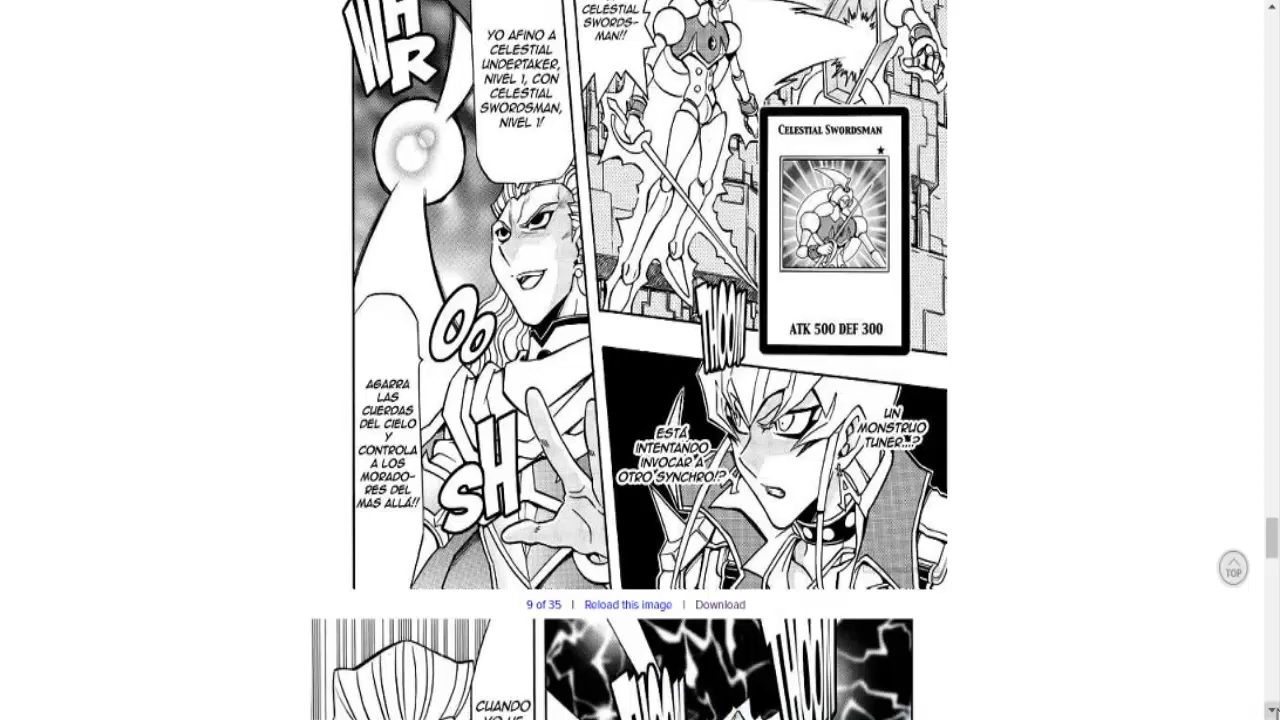 CELESTIAL
SWORDS-
MAN!!
YO AFINO A
CELESTIAL
UNDERTAKER,
NIVEL 1, CON
CELESTIAL
SWORDSMAN,
NIVEL 1!
WHR
CELESTIAL SWORDSMAN
ATK 500 DEF 300
OO
SH
HOO
AGARRA
LAS
CUERDAS
DEL CIELO
Y
CONTROLA
A LOS
MORADO-
RES DEL
MAS ALLÁ!!
UN
MONSTRUO
TUNER...?
ESTÁ
INTENTANDO
INVOCAR A
OTRO SYNCHRO!?
TOP
9 of 35 | Reload this image | Download
CUANDO